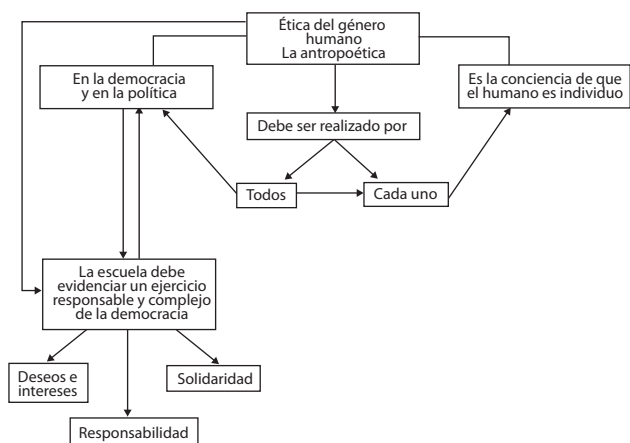 Ética del género
humano
La antropoética
En la democracia
y en la política
Es la conciencia de que
el humano es individuo
Debe ser realizado por
Todos
Cada uno
La escuela debe
evidenciar un ejercicio
responsable y complejo
de la democracia
Deseos e
intereses
Solidaridad
Responsabilidad